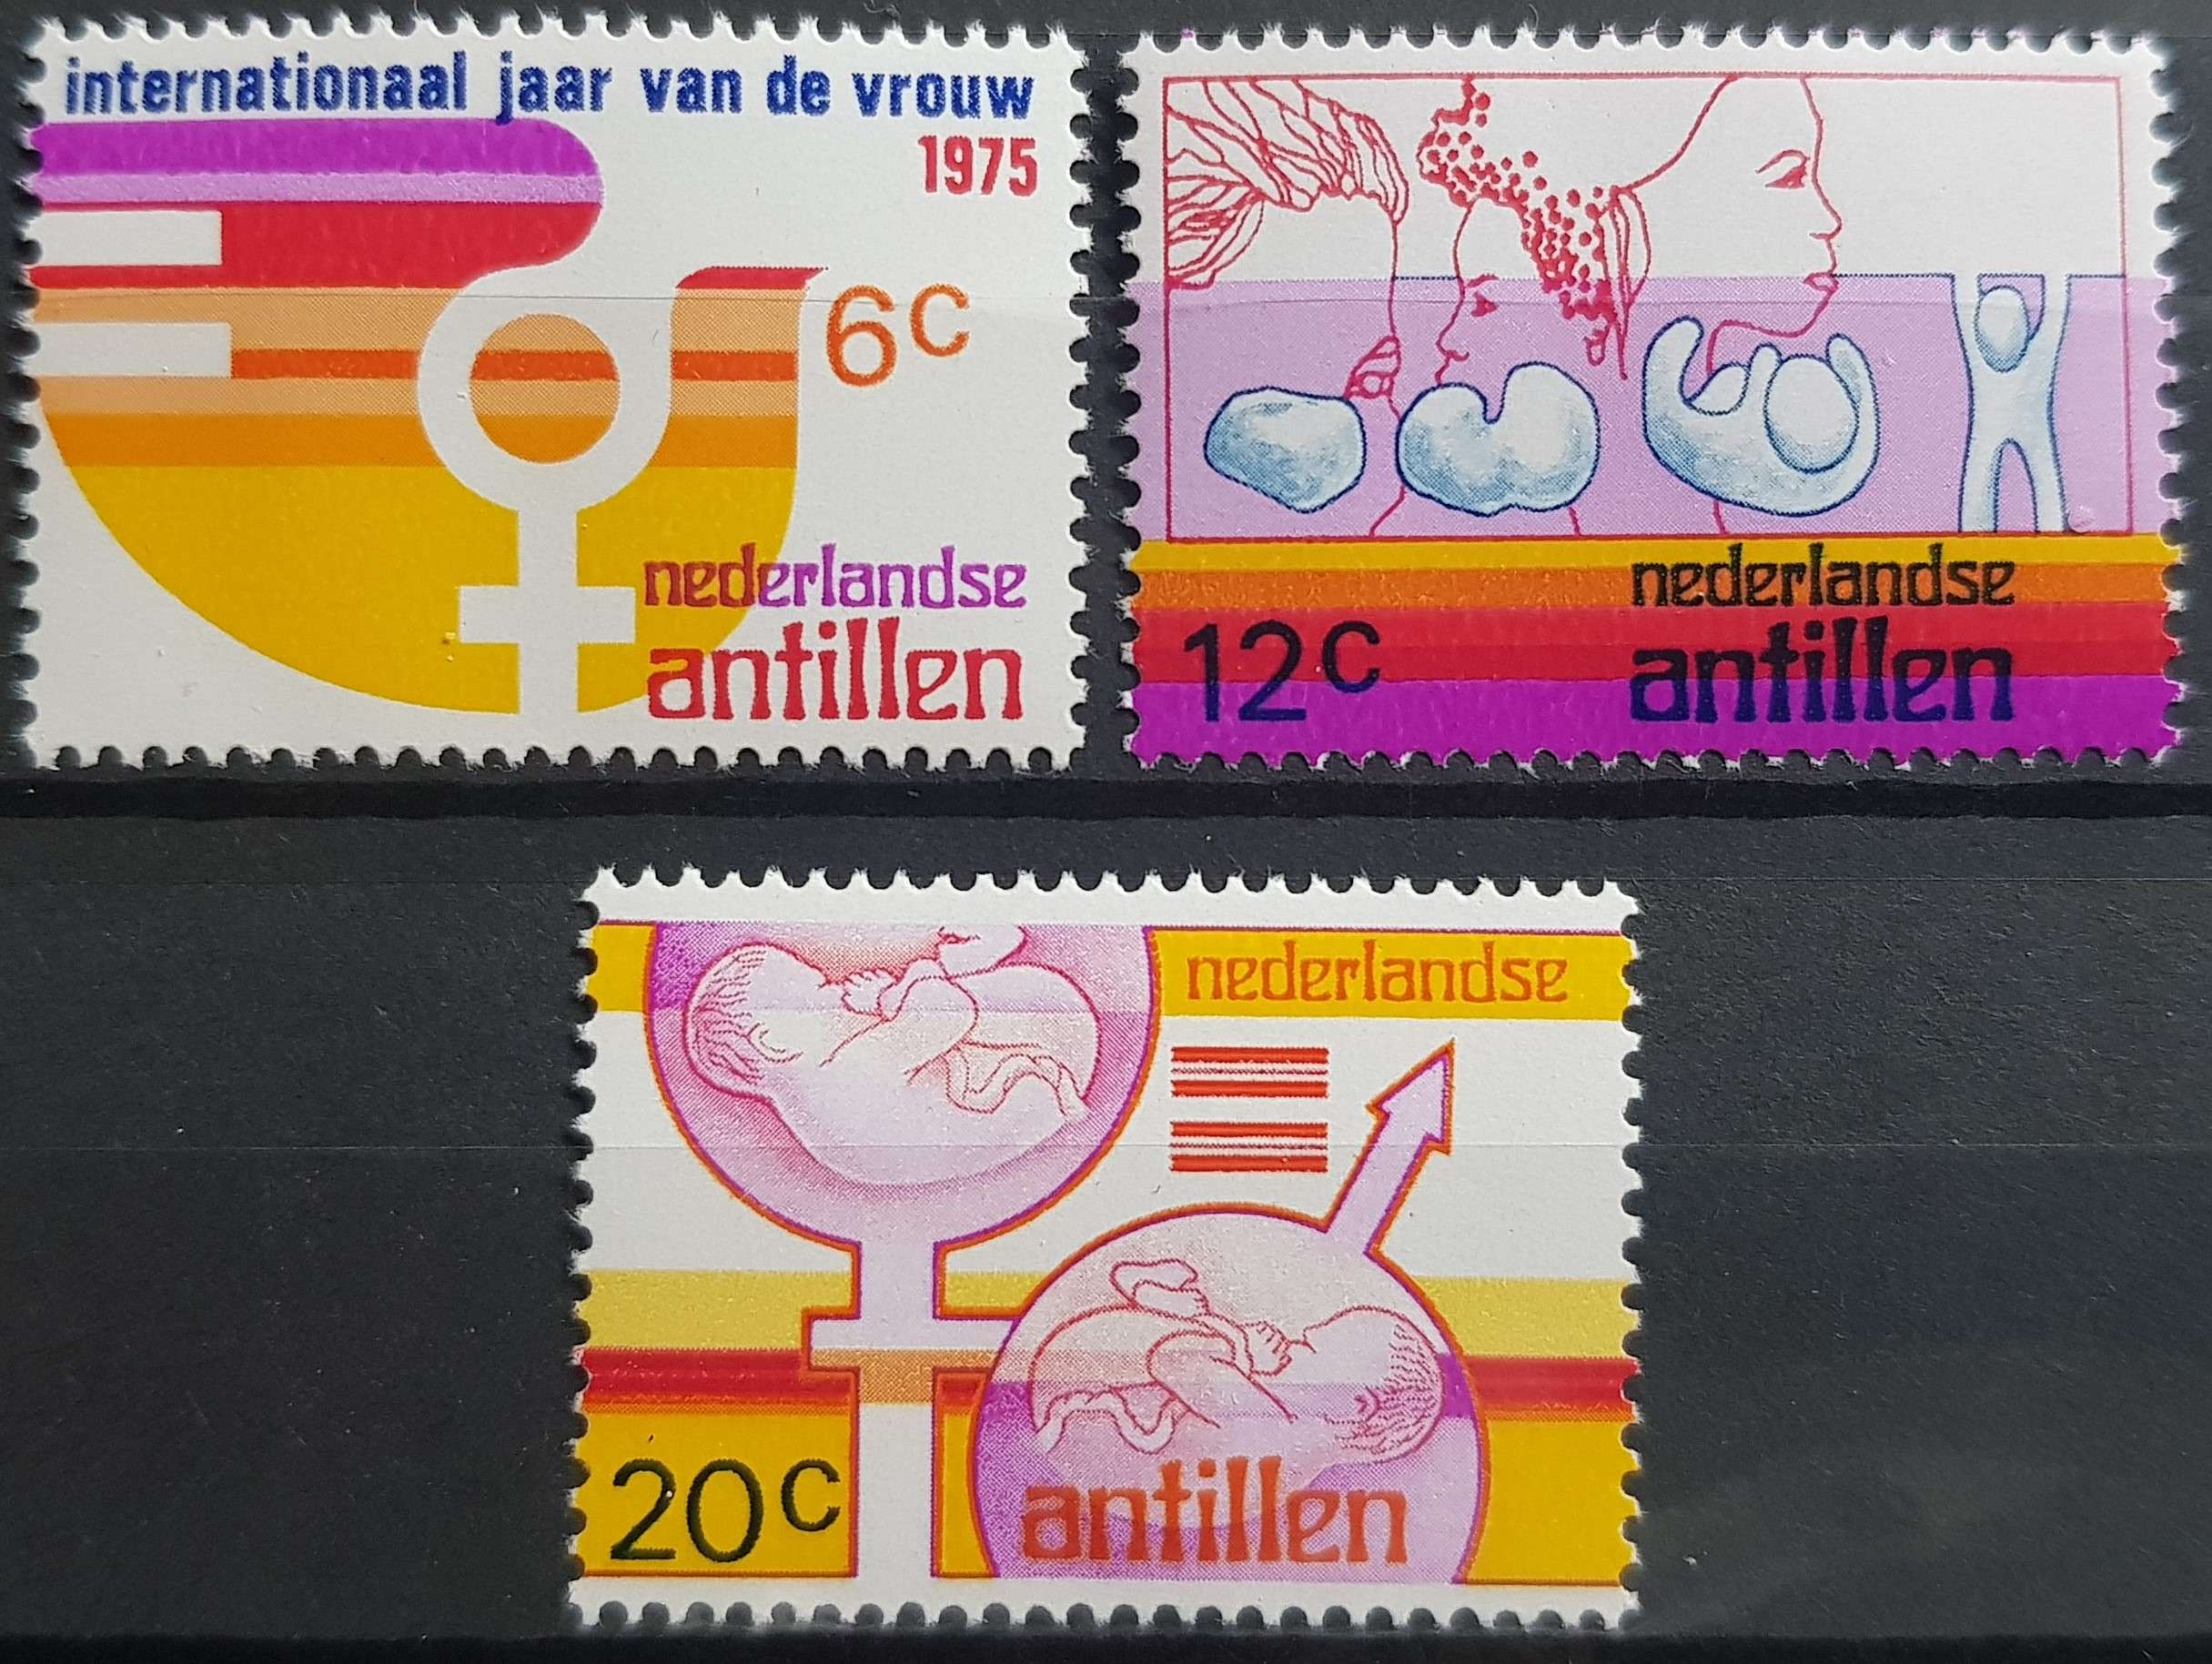 internationaal jaar van de vrouw
1975
6c
nederlandse
antillen
nederlandse
12c
antillen
nederlandse
20c
antillen